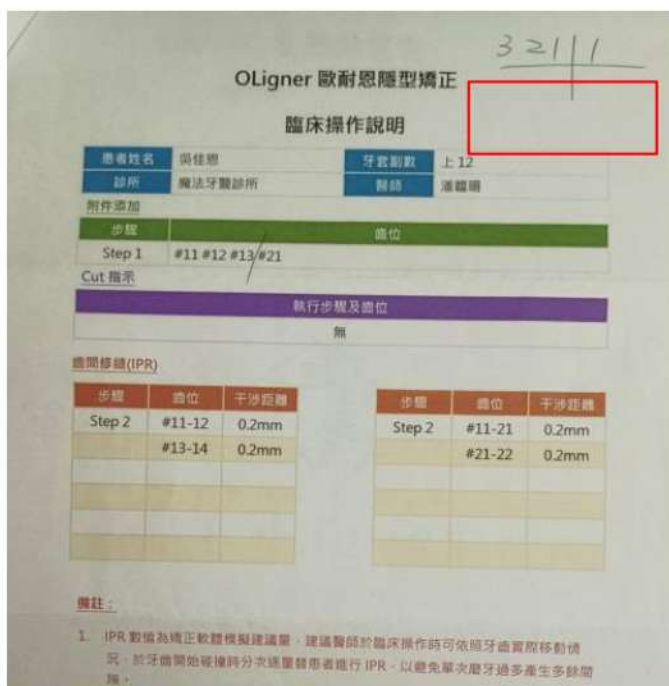 321|1
OLigner 歐耐恩隱型矯正
臨床操作說明
患者姓名 吳佳恩 牙套副數 上 12
診所 魔法牙醫診所 醫師 潘
附件添加
步驟 齒位
Step 1 #11 #12 #13/#21
Cut 指示
執行步驟及齒位
無
齒間修磨(IPR)
步驟 齒位 干涉距離 步驟 齒位 干涉距離
Step 2 #11-12 0.2mm Step 2 #11-21 0.2mm
#13-14 0.2mm #21-22 0.2mm
備註：
1. IPR 數值為矯正軟體模擬建議量，建議醫師於臨床操作時可依照牙齒實際移動情
況，於牙齒開始碰撞時分次適量替患者進行 IPR，以避免單次磨牙過多產生多餘間
隙。